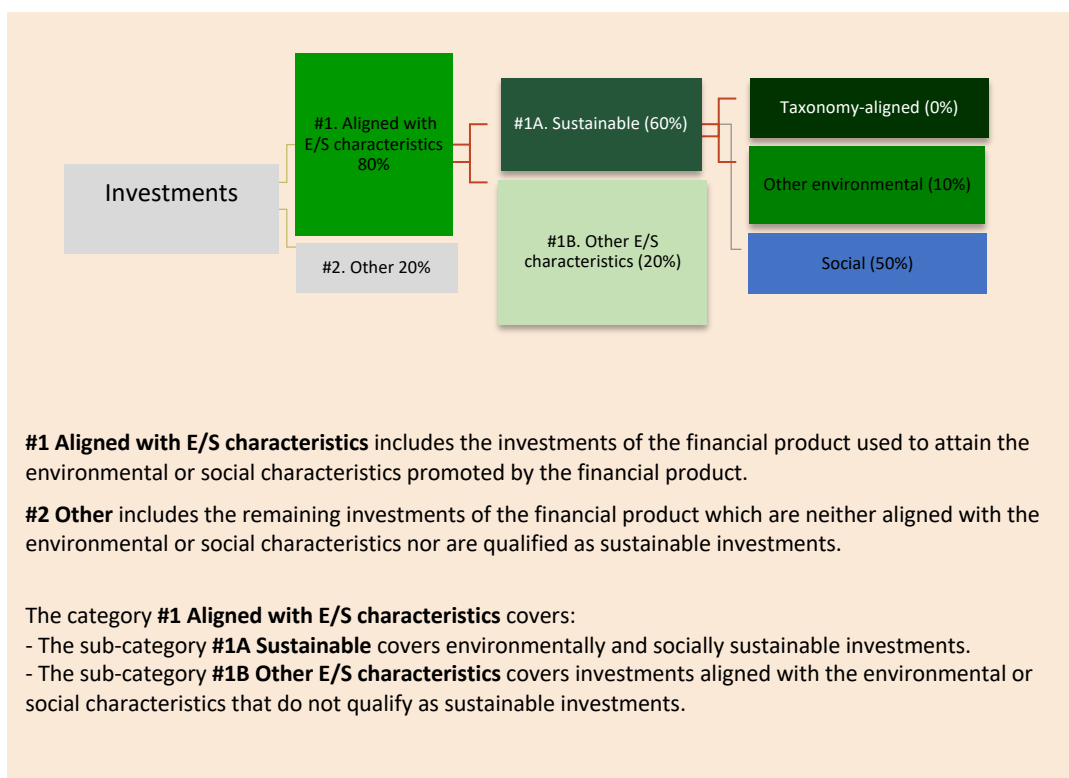 Investments
#1. Aligned with
E/S characteristics
80%
#2. Other 20%
#1A. Sustainable (60%)
#1B. Other E/S
characteristics (20%)
Taxonomy-aligned (0%)
Other environmental (10%)
Social (50%)
#1 Aligned with E/S characteristics includes the investments of the financial product used to attain the
environmental or social characteristics promoted by the financial product.
#2 Other includes the remaining investments of the financial product which are neither aligned with the
environmental or social characteristics nor are qualified as sustainable investments.
The category #1 Aligned with E/S characteristics covers:
- The sub-category #1A Sustainable covers environmentally and socially sustainable investments.
- The sub-category #1B Other E/S characteristics covers investments aligned with the environmental or
social characteristics that do not qualify as sustainable investments.